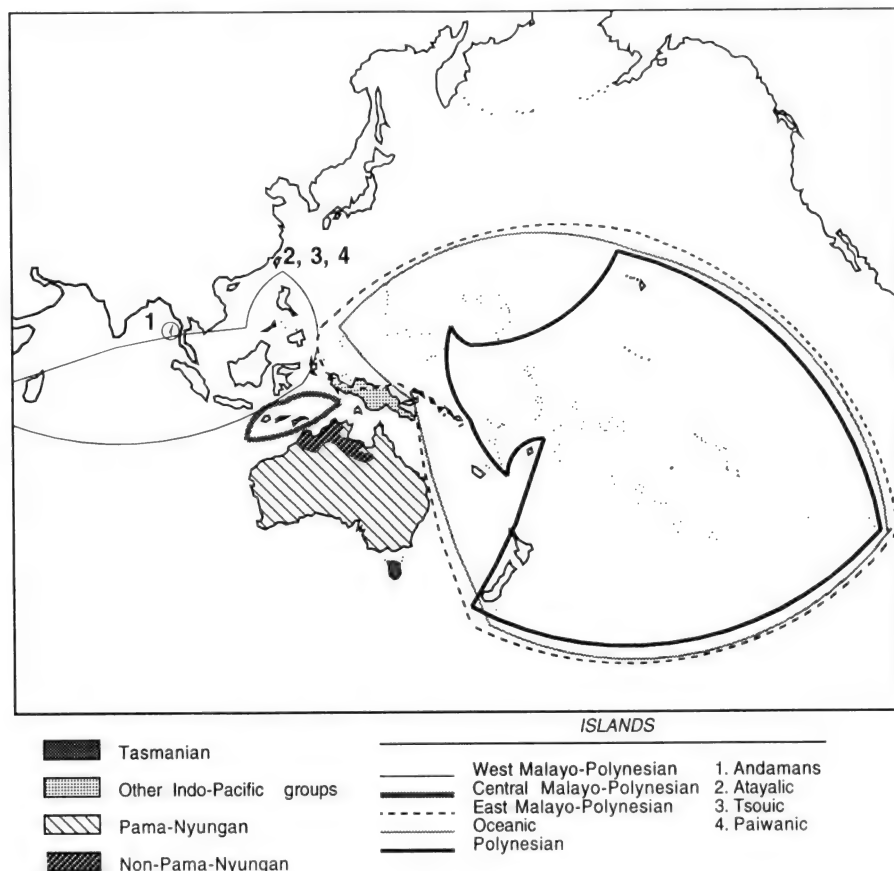 2, 3, 4
1
ISLANDS
Tasmanian
Other Indo-Pacific groups
Pama-Nyungan
Non-Pama-Nyungan
West Malayo-Polynesian
Central Malayo-Polynesian
East Malayo-Polynesian
Oceanic
Polynesian
1. Andamans
2. Atayalic
3. Tsouic
4. Paiwanic